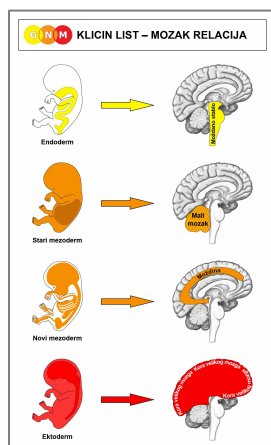 GNM KLICIN LIST – MOZAK RELACIJA
Endoderm
Moždano stablo
Stari mezoderm
Mali
mozak
Novi mezoderm
Moždina
Ektoderm
Kora velikog mozga Kora velikog mozga
Kora velikog